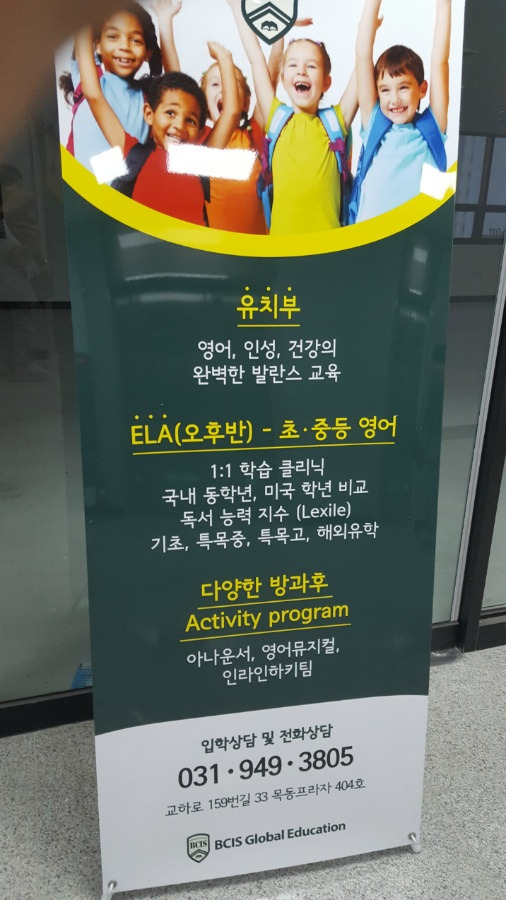 유치부
영어, 인성, 건강의
완벽한 발란스 교육
ELA(오후반) - 초·중등 영어
1:1 학습 클리닉
국내 동학년, 미국 학년 비교
독서 능력 지수 (Lexile)
기초, 특목중, 특목고, 해외유학
다양한 방과후
Activity program
아나운서, 영어뮤지컬,
인라인하키팀
입학상담 및 전화상담
031·949·3805
교하로 159번길 33 목동프라자 404호
BCIS
BCIS Global Education